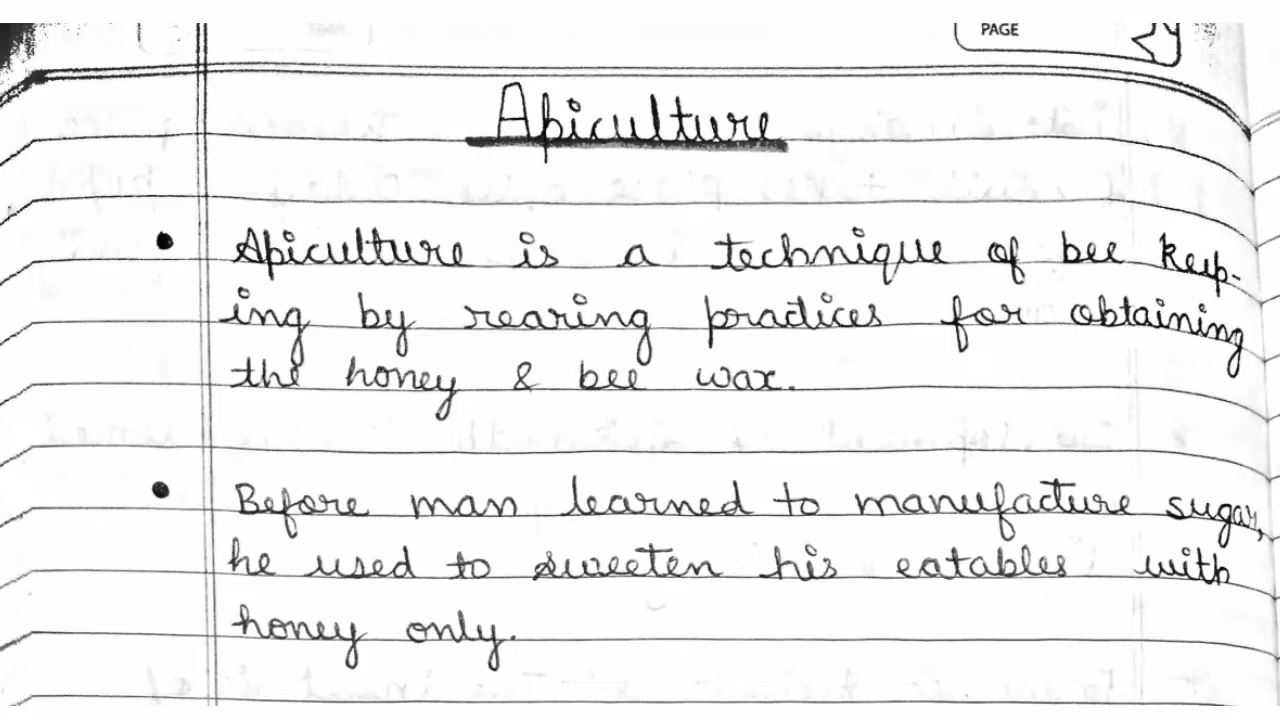 PAGE
Apiculture
• Apiculture is a technique of bee keep-
ing by rearing practices for obtaining
the honey & bee wax.
• Before man learned to manufacture sugar,
he used to sweeten his eatables with
honey only.